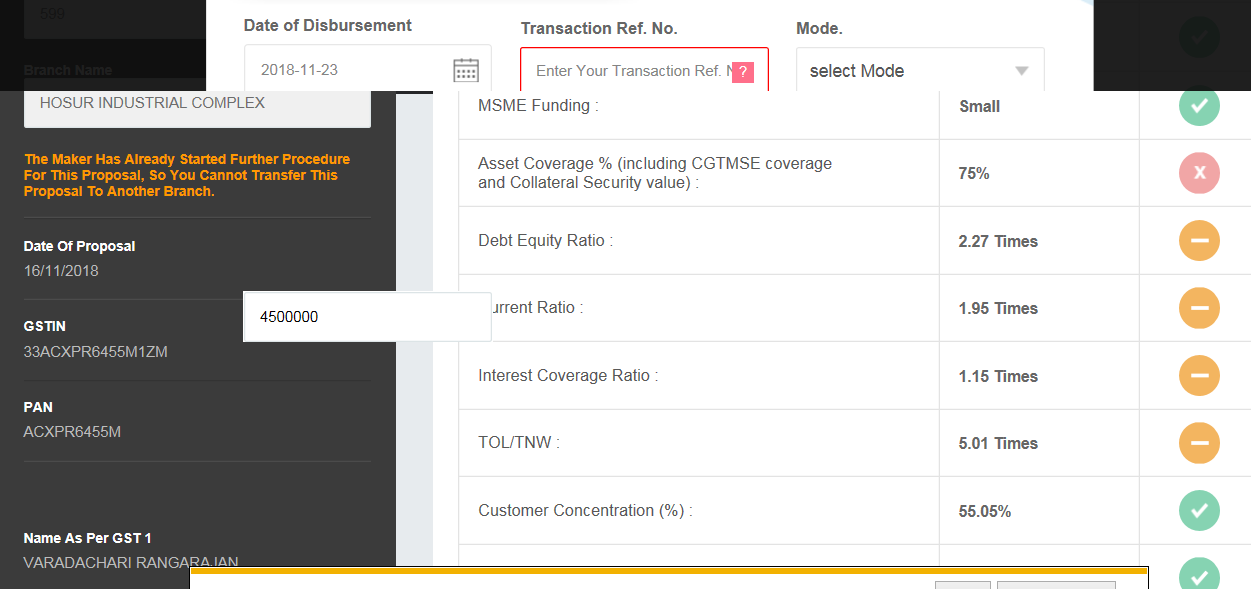 599
Branch Name
HOSUR INDUSTRIAL COMPLEX
The Maker Has Already Started Further Procedure
For This Proposal, So You Cannot Transfer This
Proposal To Another Branch.
Date Of Proposal
16/11/2018
GSTIN
33ACXPR6455M1ZM
PAN
ACXPR6455M
Name As Per GST 1
VARADACHARI RANGARAJAN
Date of Disbursement
2018-11-23
Transaction Ref. No.
Enter Your Transaction Ref. ?
Mode.
select Mode
4500000
MSME Funding : Small
Asset Coverage % (including CGTMSE coverage
and Collateral Security value) : 75% X
Debt Equity Ratio : 2.27 Times
urrent Ratio : 1.95 Times
Interest Coverage Ratio : 1.15 Times
TOL/TNW : 5.01 Times
Customer Concentration (%) : 55.05%